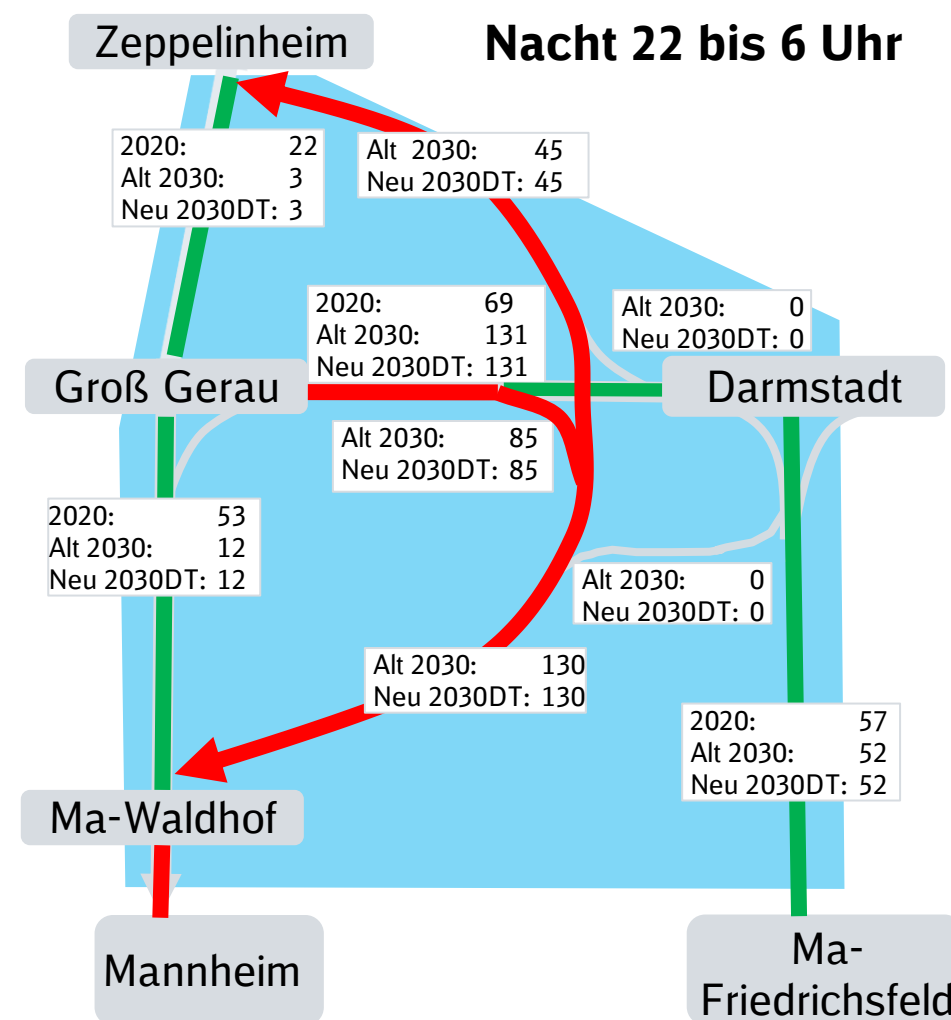 Zeppelinheim
Nacht 22 bis 6 Uhr
2020: 22
Alt 2030: 3
Neu 2030DT: 3
Alt 2030: 45
Neu 2030DT: 45
2020: 69
Alt 2030: 131
Neu 2030DT: 131
Alt 2030: 0
Neu 2030DT: 0
Groß Gerau
Darmstadt
Alt 2030: 85
Neu 2030DT: 85
2020: 53
Alt 2030: 12
Neu 2030DT: 12
Alt 2030: 0
Neu 2030DT: 0
Alt 2030: 130
Neu 2030DT: 130
2020: 57
Alt 2030: 52
Neu 2030DT: 52
Ma-Waldhof
Mannheim
Ma-
Friedrichsfeld